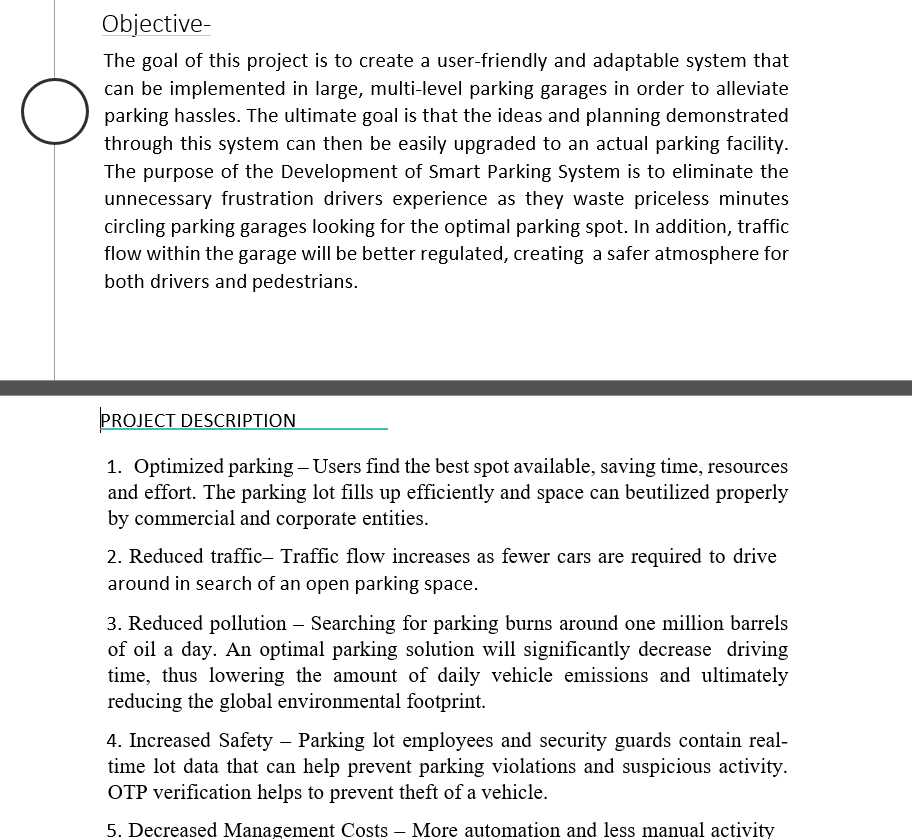 Objective-
The goal of this project is to create a user-friendly and adaptable system that
can be implemented in large, multi-level parking garages in order to alleviate
parking hassles. The ultimate goal is that the ideas and planning demonstrated
through this system can then be easily upgraded to an actual parking facility.
The purpose of the Development of Smart Parking System is to eliminate the
unnecessary frustration drivers experience as they waste priceless minutes
circling parking garages looking for the optimal parking spot. In addition, traffic
flow within the garage will be better regulated, creating  a safer atmosphere for
both drivers and pedestrians.
PROJECT DESCRIPTION
1.  Optimized parking – Users find the best spot available, saving time, resources
and effort. The parking lot fills up efficiently and space can beutilized properly
by commercial and corporate entities.
2. Reduced traffic– Traffic flow increases as fewer cars are required to drive
around in search of an open parking space.
3. Reduced pollution – Searching for parking burns around one million barrels
of oil a day. An optimal parking solution will significantly decrease  driving
time, thus lowering the amount of daily vehicle emissions and ultimately
reducing the global environmental footprint.
4. Increased Safety – Parking lot employees and security guards contain real-
time lot data that can help prevent parking violations and suspicious activity.
OTP verification helps to prevent theft of a vehicle.
5. Decreased Management Costs – More automation and less manual activity